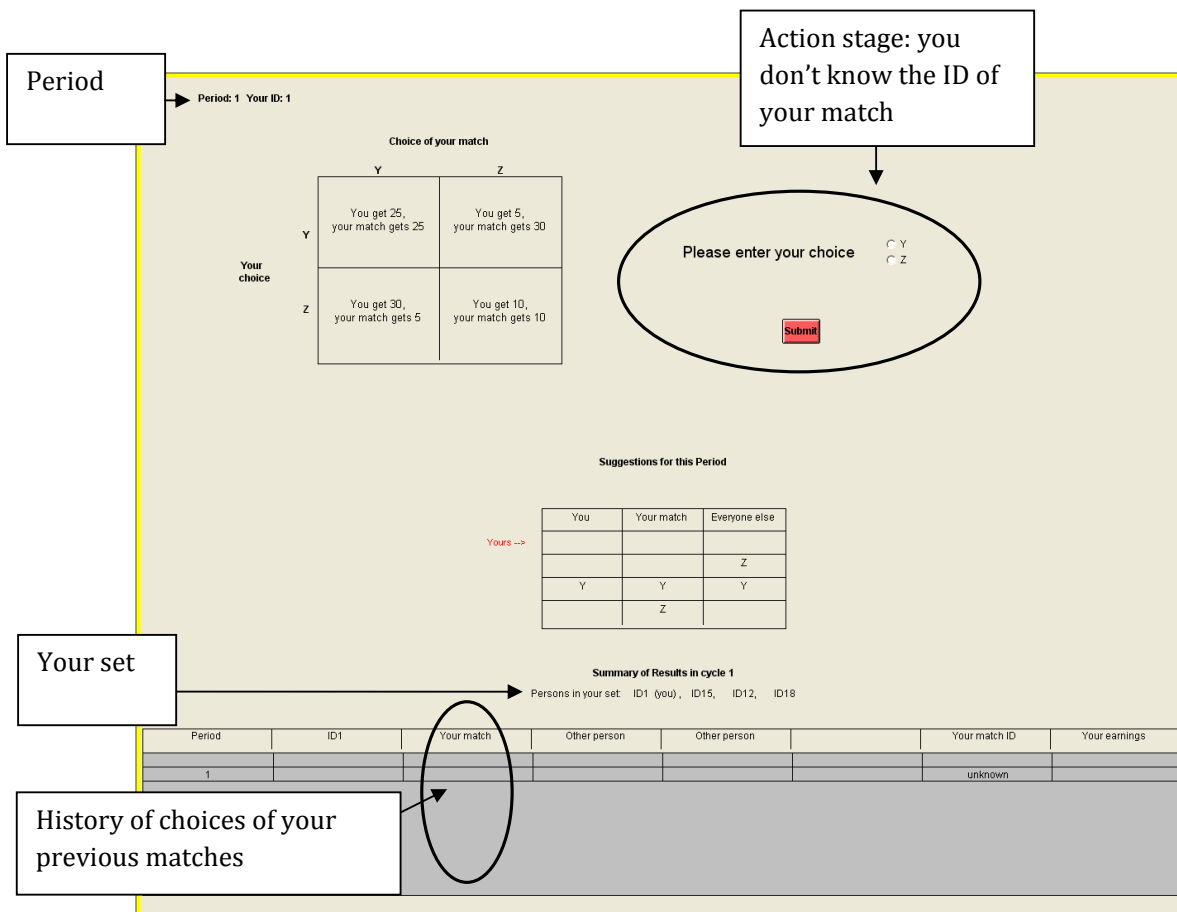 Action stage: you
don't know the ID of
your match
Period
Period: 1 Your ID: 1
Choice of your match
Y Z
You get 25,
your match gets 25
You get 5,
your match gets 30
Y
Your
choice
Z
You get 30,
your match gets 5
You get 10,
your match gets 10
Please enter your choice
Y
Z
Submit
Suggestions for this Period
You Your match Everyone else
Yours -->
Z
Y Y Y
Z
Your set
Summary of Results in cycle 1
Persons in your set: ID1 (you), ID15, ID12, ID18
Period ID1 Your match Other person Other person Your match ID Your earnings
1 unknown
History of choices of your
previous matches